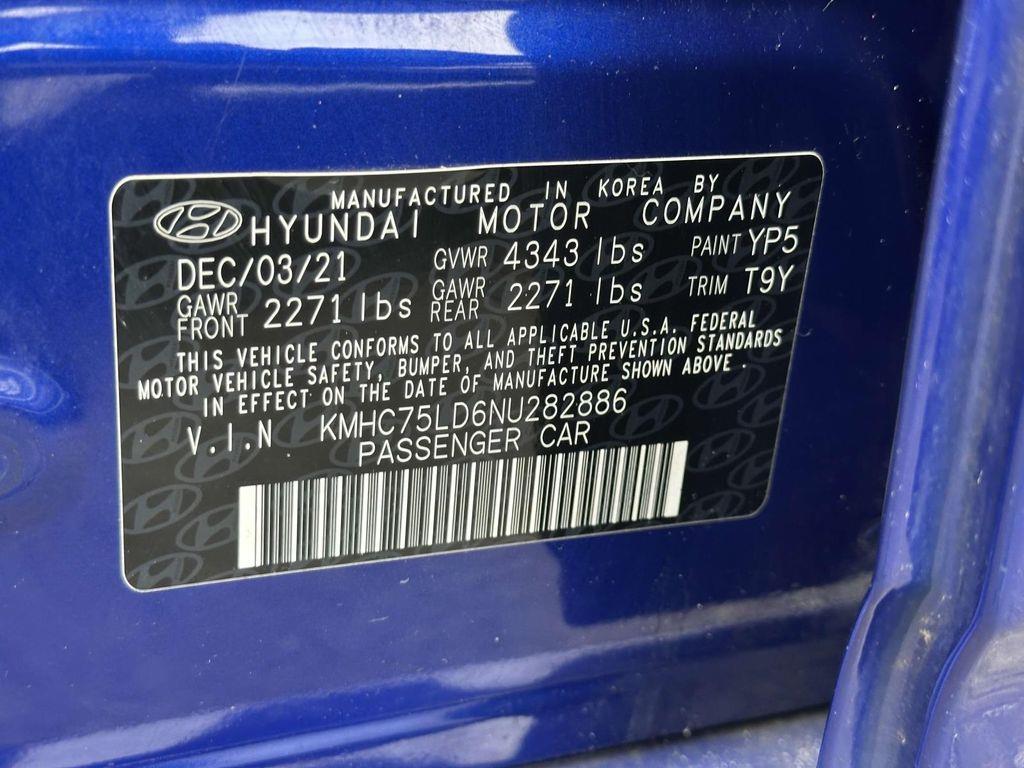 MANUFACTURED IN KOREA BY
HYUNDAI MOTOR COMPANY
DEC/03/21 GVWR 4343 lbs PAINT YP5
GAWR FRONT 2271 lbs GAWR REAR 2271 lbs TRIM T9Y
THIS VEHICLE CONFORMS TO ALL APPLICABLE U.S.A. FEDERAL
MOTOR VEHICLE SAFETY, BUMPER, AND THEFT PREVENTION STANDARDS
IN EFFECT ON THE DATE OF MANUFACTURE SHOWN ABOVE.
V.I.N KMHC75LD6NU282886
PASSENGER CAR